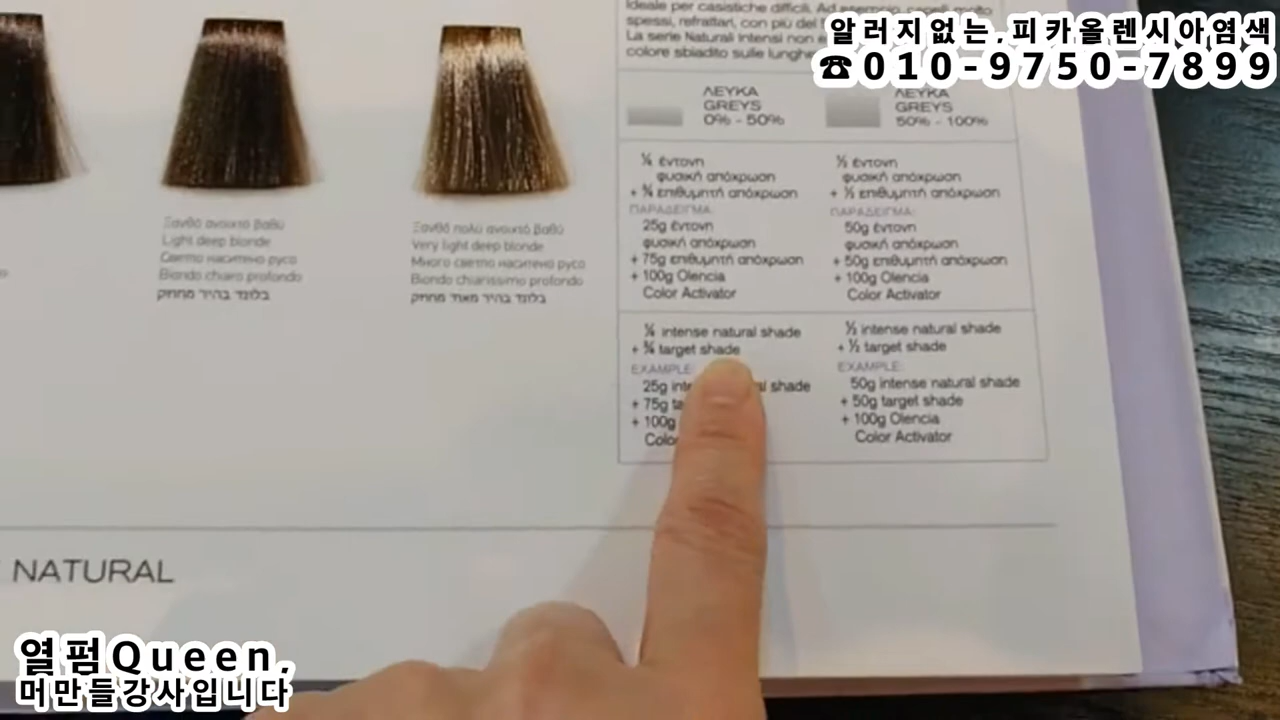 Ideale per casistiche difficili. Ad esempio, capelli molto
spessi, refrattari, con più del
La serie Naturali Intensi non
colore sbiadito sulle lunghe
알러지없는,피카올렌시아염색
☎010-9750-7899
ΛΕΥΚΑ
GREYS
0% - 50%
ΛΕΥΚΑ
GREYS
50% - 100%
¼ έντονη
φυσική απόχρωση
+ ¾ επιθυμητή απόχρωση
ΠΑΡΑΔΕΙΓΜΑ:
25g έντονη
φυσική απόχρωση
+ 75g επιθυμητή απόχρωση
+ 100g Olencia
Color Activator
½ έντονη
φυσική απόχρωση
+ ½ επιθυμητή απόχρωση
ΠΑΡΑΔΕΙΓΜΑ:
50g έντονη
φυσική απόχρωση
+ 50g επιθυμητή απόχρωση
+ 100g Olencia
Color Activator
¼ intense natural shade
+ ¾ target shade
EXAMPLE:
25g inte al shade
+ 75g ta
+ 100g
Colo
½ intense natural shade
+ ½ target shade
EXAMPLE:
50g intense natural shade
+ 50g target shade
+ 100g Olencia
Color Activator
Ξανθό ανοιχτό βαθύ
Light deep blonde
Светло наситено русо
Biondo chiaro profondo
בלונד בהיר מחוזק
Ξανθό πολύ ανοιχτό βαθύ
Very light deep blonde
Много светло наситено русо
Biondo chiarissimo profondo
בלונד בהיר מאוד מחוזק
NATURAL
열펌Queen,
머만들강사입니다